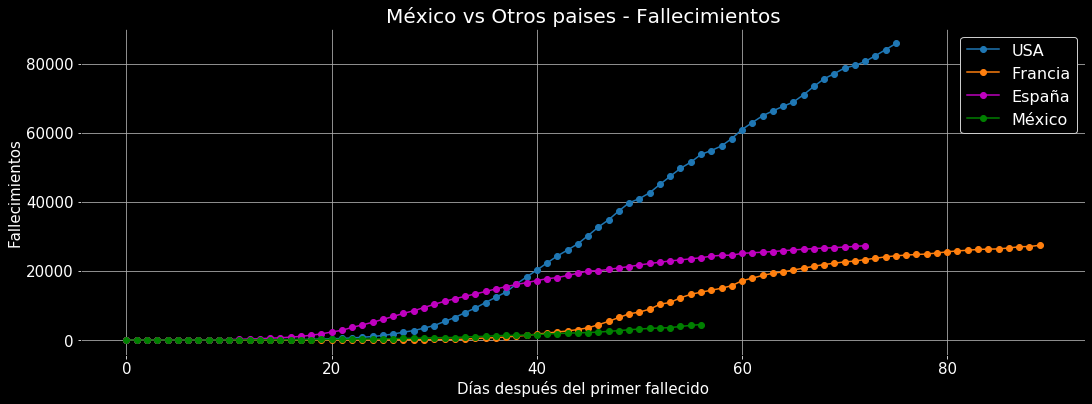 México vs Otros paises - Fallecimientos
USA
Francia
España
México
80000
60000
40000
20000
0
Fallecimientos
0 20 40 60 80
Días después del primer fallecido